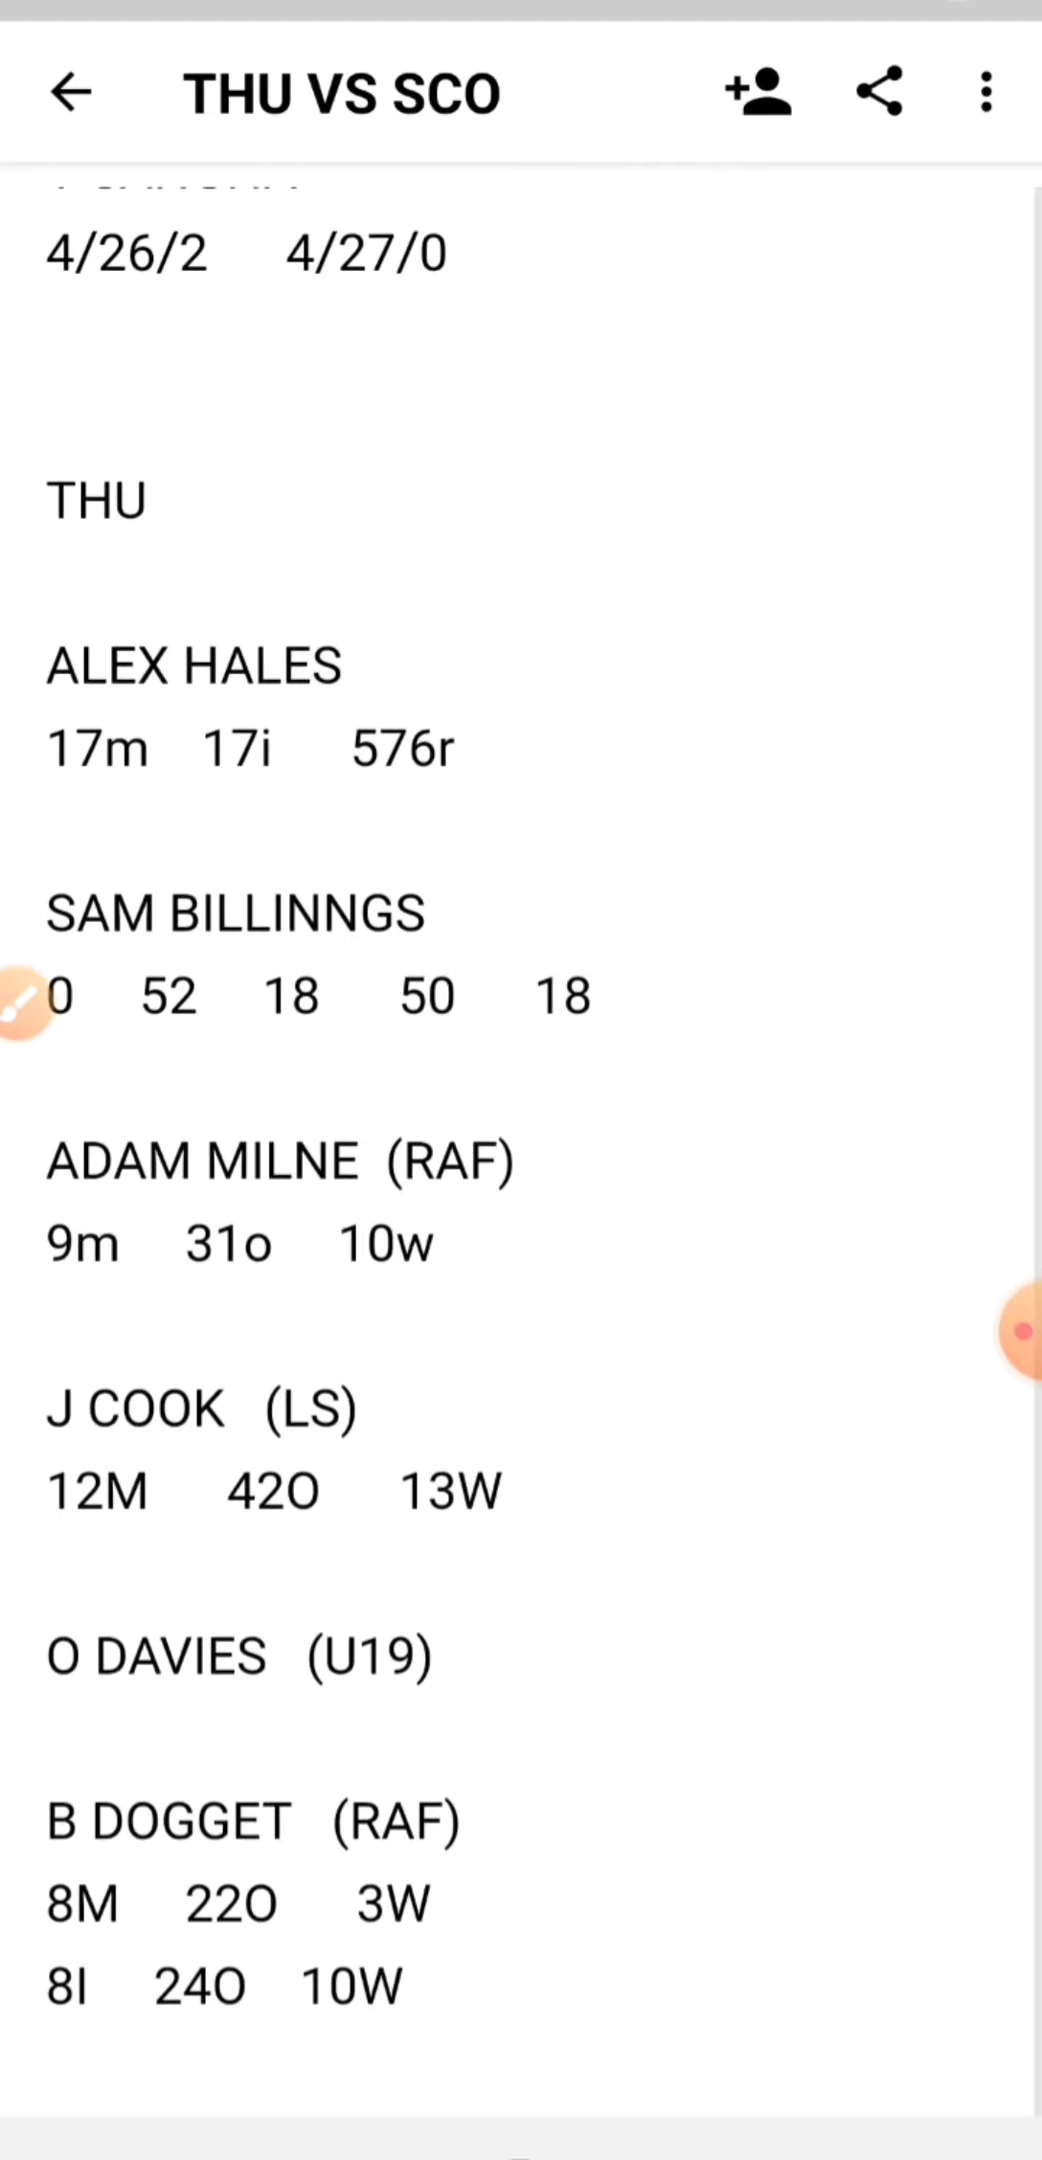 THU VS SCO
4/26/2 4/27/0
THU
ALEX HALES
17m 17i 576r
SAM BILLINNGS
0 52 18 50 18
ADAM MILNE (RAF)
9m 31o 10w
J COOK (LS)
12M 42O 13W
O DAVIES (U19)
B DOGGET (RAF)
8M 22O 3W
8I 24O 10W